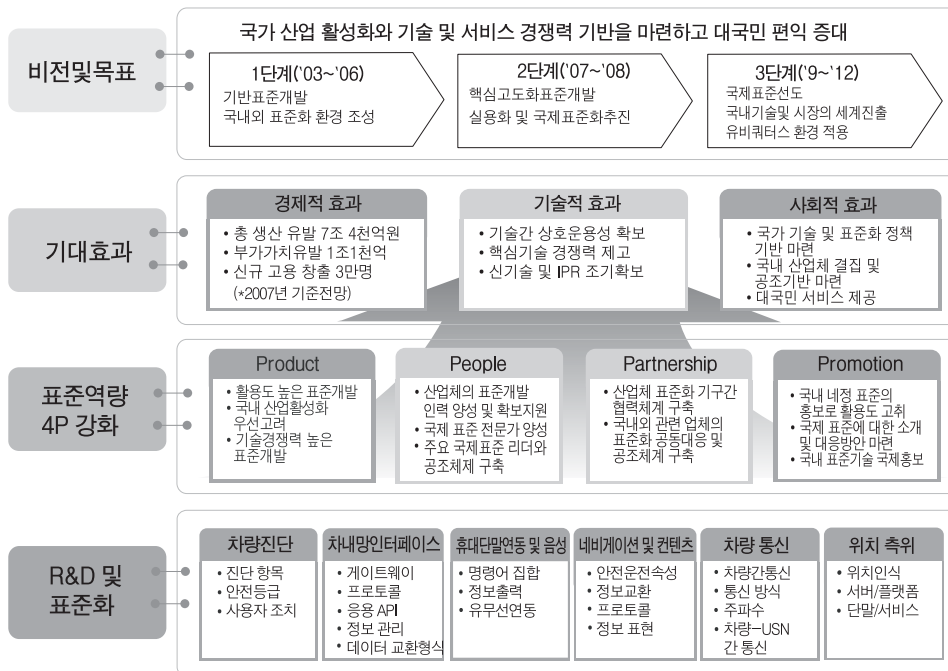 비전및목표
국가 산업 활성화와 기술 및 서비스 경쟁력 기반을 마련하고 대국민 편익 증대
1단계('03~'06)
기반표준개발
국내외 표준화 환경 조성
2단계('07~'08)
핵심고도화표준개발
실용화 및 국제표준화추진
3단계('9~'12)
국제표준선도
국내기술및 시장의 세계진출
유비쿼터스 환경 적용
기대효과
경제적 효과
• 총 생산 유발 7조 4천억원
• 부가가치유발 1조1천억
• 신규 고용 창출 3만명
(*2007년 기준전망)
기술적 효과
• 기술간 상호운용성 확보
• 핵심기술 경쟁력 제고
• 신기술 및 IPR 조기확보
사회적 효과
• 국가 기술 및 표준화 정책
기반 마련
• 국내 산업체 결집 및
공조기반 마련
• 대국민 서비스 제공
표준역량
4P 강화
Product
• 활용도 높은 표준개발
• 국내 산업활성화
우선고려
• 기술경쟁력 높은
표준개발
People
• 산업체의 표준개발
인력 양성 및 확보지원
• 국제 표준 전문가 양성
• 주요 국제표준 리더와
공조체제 구축
Partnership
• 산업체 표준화 기구간
협력체계 구축
• 국내외 관련 업체의
표준화 공동대응 및
공조체계 구축
Promotion
• 국내 네정 표준의
홍보로 활용도 고취
• 국제 표준에 대한 소개
및 대응방안 마련
• 국내 표준기술 국제홍보
R&D 및
표준화
차량진단
• 진단 항목
• 안전등급
• 사용자 조치
차내망인터페이스
• 게이트웨이
• 프로토콜
• 응용 API
• 정보 관리
• 데이터 교환형식
휴대단말연동 및 음성
• 명령어 집합
• 정보출력
• 유무선연동
네비게이션 및 컨텐츠
• 안전운전속성
• 정보교환
• 프로토콜
• 정보 표현
차량 통신
• 차량간통신
• 통신 방식
• 주파수
• 차량-USN
간 통신
위치 측위
• 위치인식
• 서버/플랫폼
• 단말/서비스